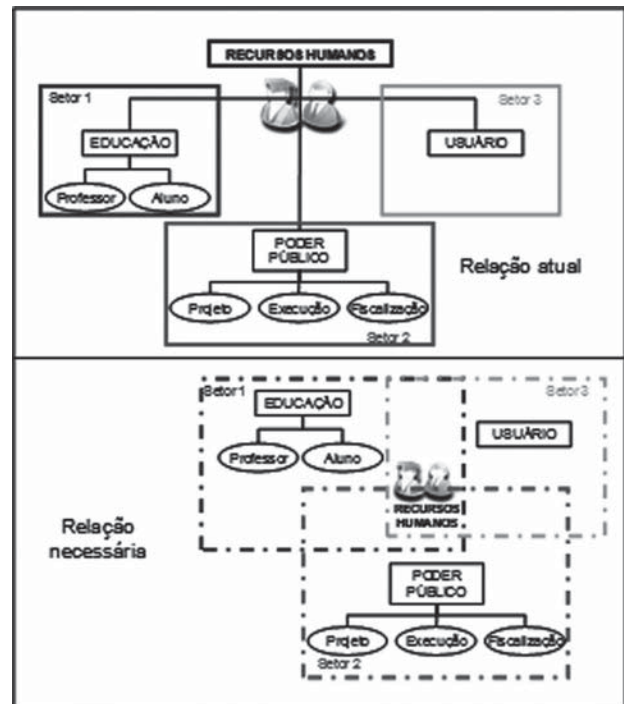 RECURSOS HUMANOS
Setor 1
Setor 3
EDUCAÇÃO
USUÁRIO
Professor
Aluno
PODER
PÚBLICO
Relação atual
Projeto
Execução
Fiscalização
Setor 2
Setor 1
Setor 3
EDUCAÇÃO
USUÁRIO
Professor
Aluno
RECURSOS
HUMANOS
Relação
necessária
PODER
PÚBLICO
Projeto
Execução
Fiscalização
Setor 2